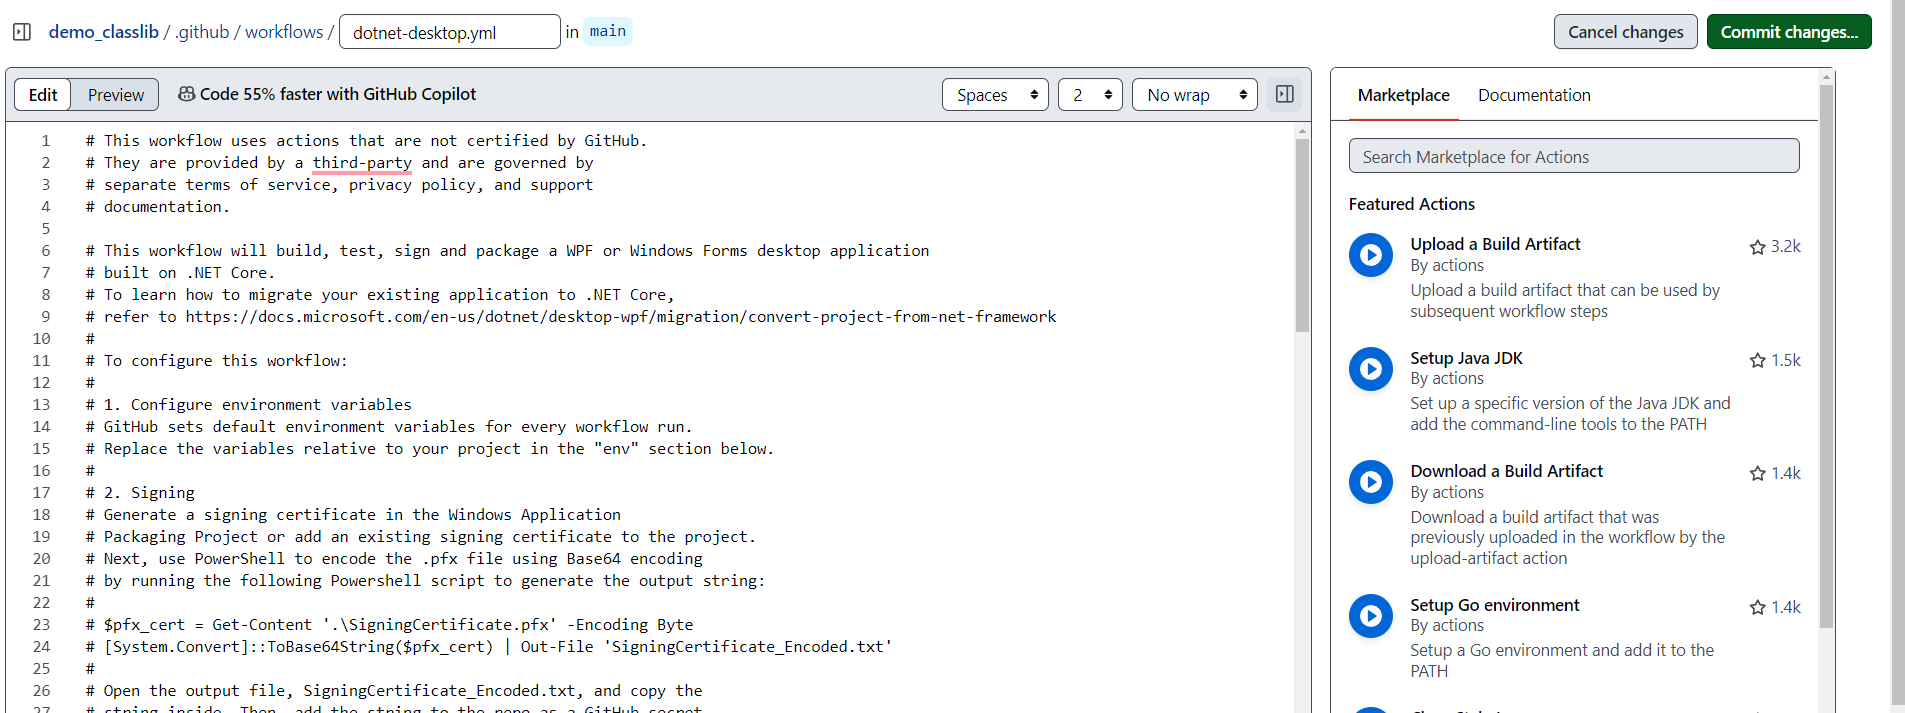 demo_classlib / .github / workflows / dotnet-desktop.yml in main
Cancel changes
Commit changes...
Edit
Preview
Code 55% faster with GitHub Copilot
Spaces
2
No wrap
1 # This workflow uses actions that are not certified by GitHub.
2 # They are provided by a third-party and are governed by
3 # separate terms of service, privacy policy, and support
4 # documentation.
5
6 # This workflow will build, test, sign and package a WPF or Windows Forms desktop application
7 # built on .NET Core.
8 # To learn how to migrate your existing application to .NET Core,
9 # refer to https://docs.microsoft.com/en-us/dotnet/desktop-wpf/migration/convert-project-from-net-framework
10 #
11 # To configure this workflow:
12 #
13 # 1. Configure environment variables
14 # GitHub sets default environment variables for every workflow run.
15 # Replace the variables relative to your project in the "env" section below.
16 #
17 # 2. Signing
18 # Generate a signing certificate in the Windows Application
19 # Packaging Project or add an existing signing certificate to the project.
20 # Next, use PowerShell to encode the .pfx file using Base64 encoding
21 # by running the following Powershell script to generate the output string:
22 #
23 # $pfx_cert = Get-Content '.\SigningCertificate.pfx' -Encoding Byte
24 # [System.Convert]::ToBase64String($pfx_cert) | Out-File 'SigningCertificate_Encoded.txt'
25 #
26 # Open the output file, SigningCertificate_Encoded.txt, and copy the
27 # string inside. Then, add the string to the repo as a GitHub secret
Marketplace
Documentation
Search Marketplace for Actions
Featured Actions
Upload a Build Artifact
3.2k
By actions
Upload a build artifact that can be used by
subsequent workflow steps
Setup Java JDK
1.5k
By actions
Set up a specific version of the Java JDK and
add the command-line tools to the PATH
Download a Build Artifact
1.4k
By actions
Download a build artifact that was
previously uploaded in the workflow by the
upload-artifact action
Setup Go environment
1.4k
By actions
Setup a Go environment and add it to the
PATH